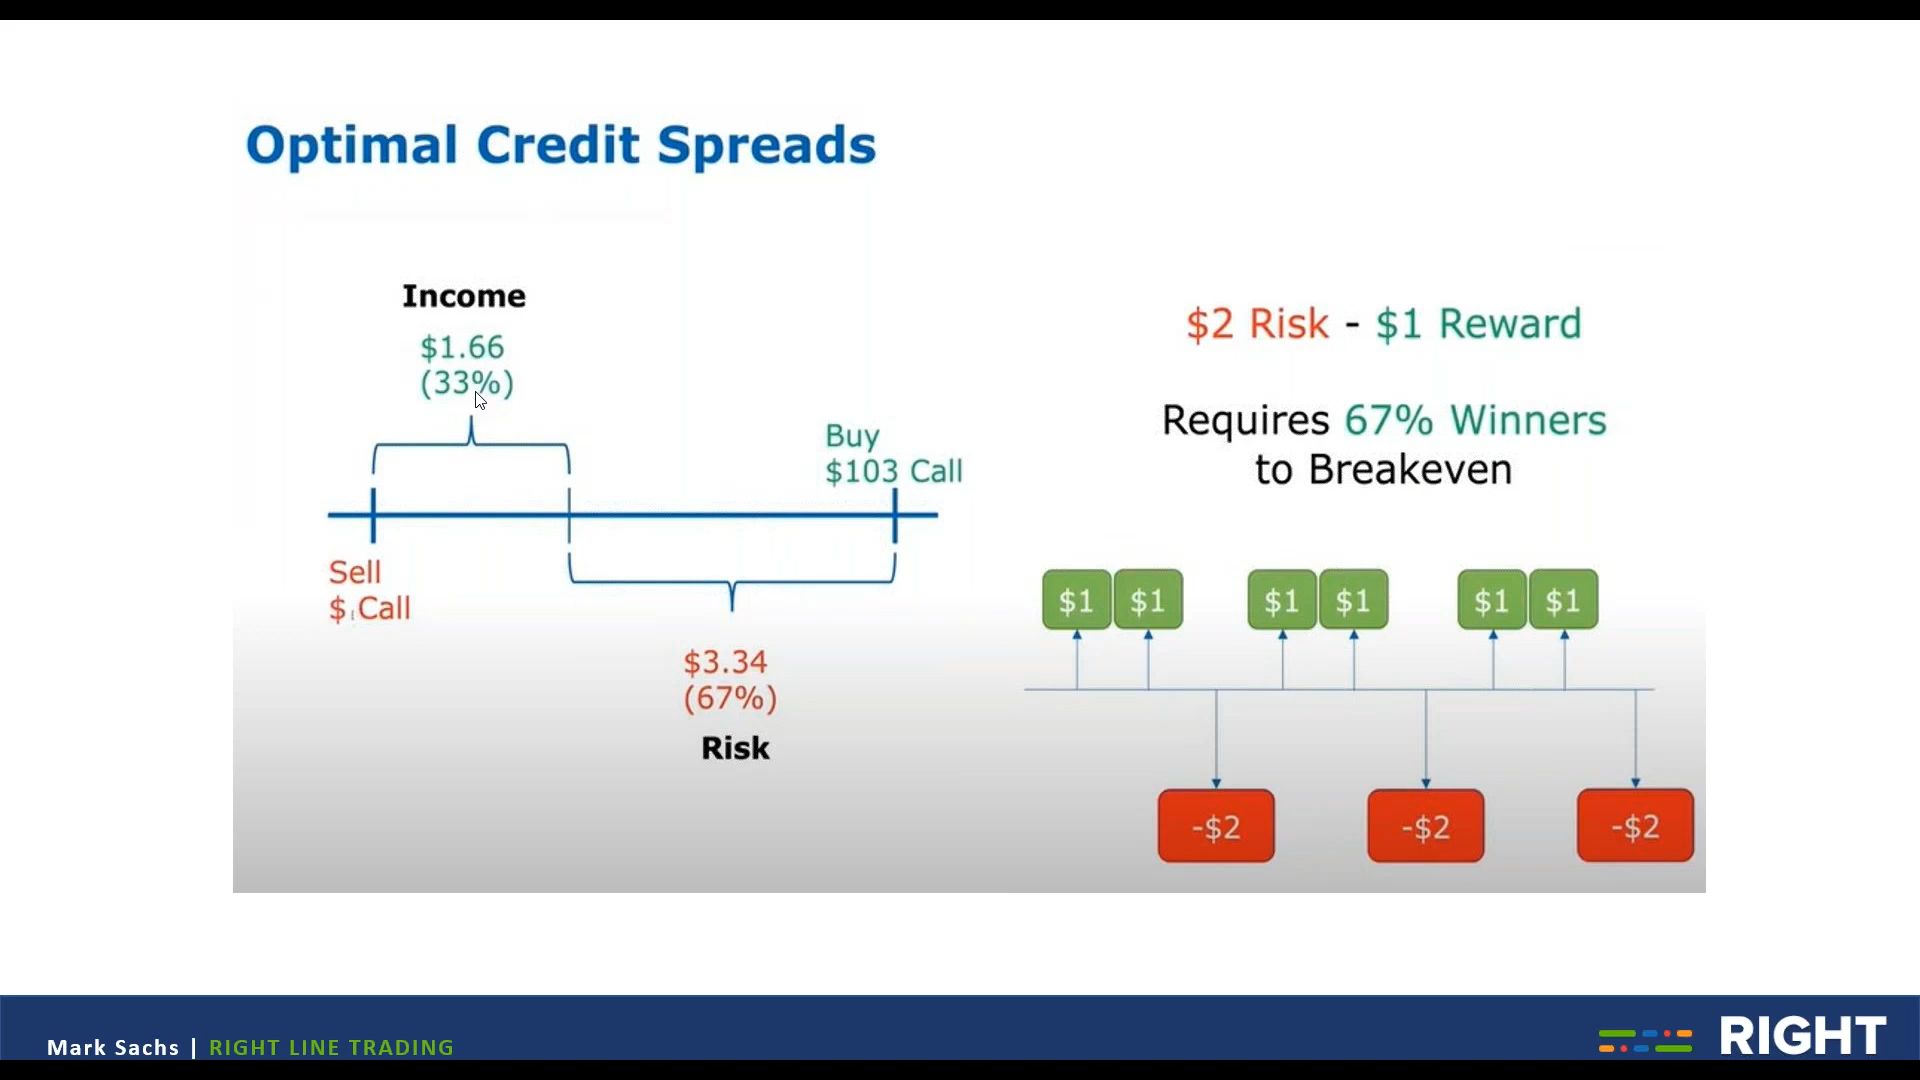 Optimal Credit Spreads
Income
$1.66
(33%)
Buy
$103 Call
Sell
$ Call
$3.34
(67%)
Risk
$2 Risk - $1 Reward
Requires 67% Winners
to Breakeven
$1 $1 $1 $1 $1 $1
-$2 -$2 -$2
Mark Sachs | RIGHT LINE TRADING
RIGHT